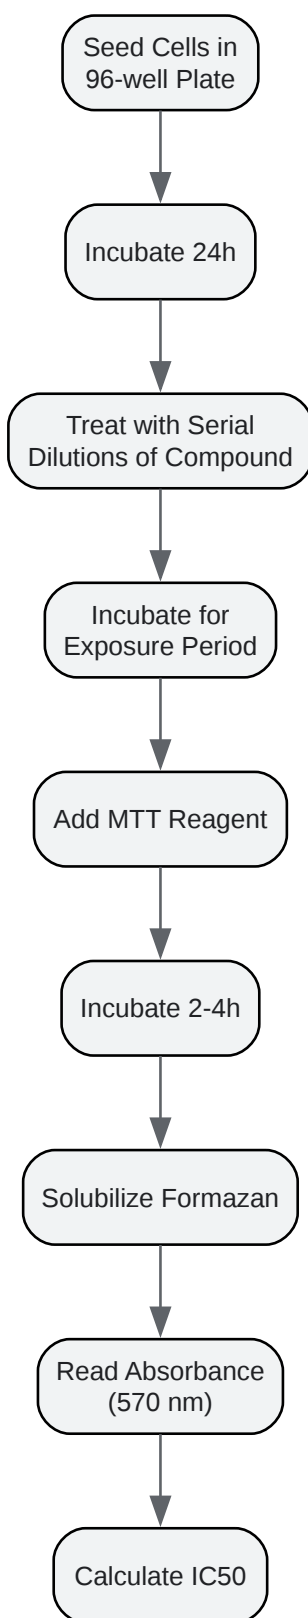 Seed Cells in
96-well Plate
Incubate 24h
Treat with Serial
Dilutions of Compound
Incubate for
Exposure Period
Add MTT Reagent
Incubate 2-4h
Solubilize Formazan
Read Absorbance
(570 nm)
Calculate IC50